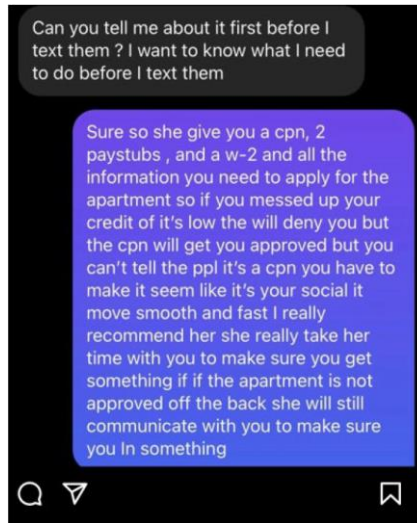 Can you tell me about it first before I
text them ? I want to know what I need
to do before I text them
Sure so she give you a cpn, 2
paystubs , and a w-2 and all the
information you need to apply for the
apartment so if you messed up your
credit of it’s low the will deny you but
the cpn will get you approved but you
can’t tell the ppl it’s a cpn you have to
make it seem like it’s your social it
move smooth and fast I really
recommend her she really take her
time with you to make sure you get
something if if the apartment is not
approved off the back she will still
communicate with you to make sure
you In something